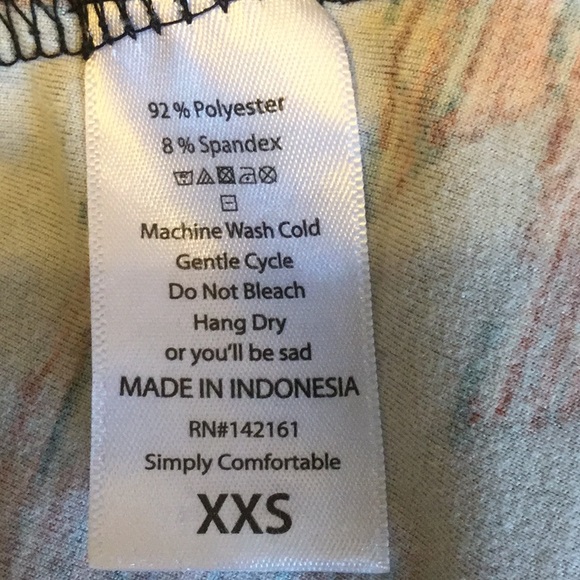 92 % Polyester
8 % Spandex
Machine Wash Cold
Gentle Cycle
Do Not Bleach
Hang Dry
or you'll be sad
MADE IN INDONESIA
RN#142161
Simply Comfortable
XXS